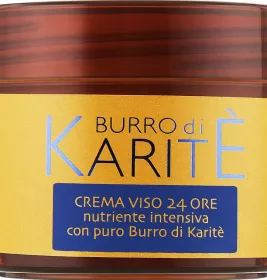 BURRO di
KARITÈ
CREMA VISO 24 ORE
nutriente intensiva
con puro Burro di Karitè